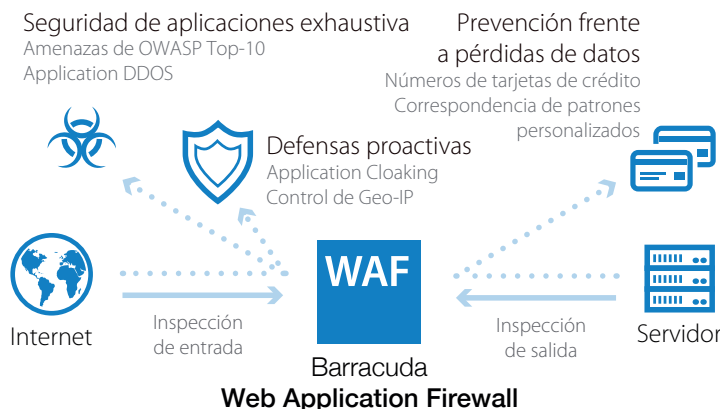 Seguridad de aplicaciones exhaustiva
Amenazas de OWASP Top-10
Application DDOS
Prevención frente
a pérdidas de datos
Números de tarjetas de crédito
Correspondencia de patrones
personalizados
Defensas proactivas
Application Cloaking
Control de Geo-IP
WAF
Internet
Inspección
de entrada
Inspección
de salida
Servidor
Barracuda
Web Application Firewall